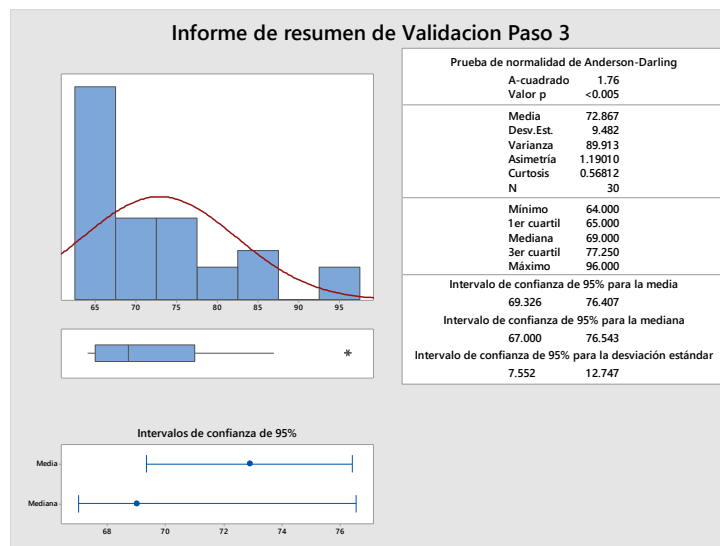 Informe de resumen de Validacion Paso 3
65 70 75 80 85 90 95
Intervalos de confianza de 95%
Media
Mediana
68 70 72 74 76
Prueba de normalidad de Anderson-Darling
A-cuadrado 1.76
Valor p <0.005
Media 72.867
Desv.Est. 9.482
Varianza 89.913
Asimetría 1.19010
Curtosis 0.56812
N 30
Mínimo 64.000
1er cuartil 65.000
Mediana 69.000
3er cuartil 77.250
Máximo 96.000
Intervalo de confianza de 95% para la media
69.326 76.407
Intervalo de confianza de 95% para la mediana
67.000 76.543
Intervalo de confianza de 95% para la desviación estándar
7.552 12.747